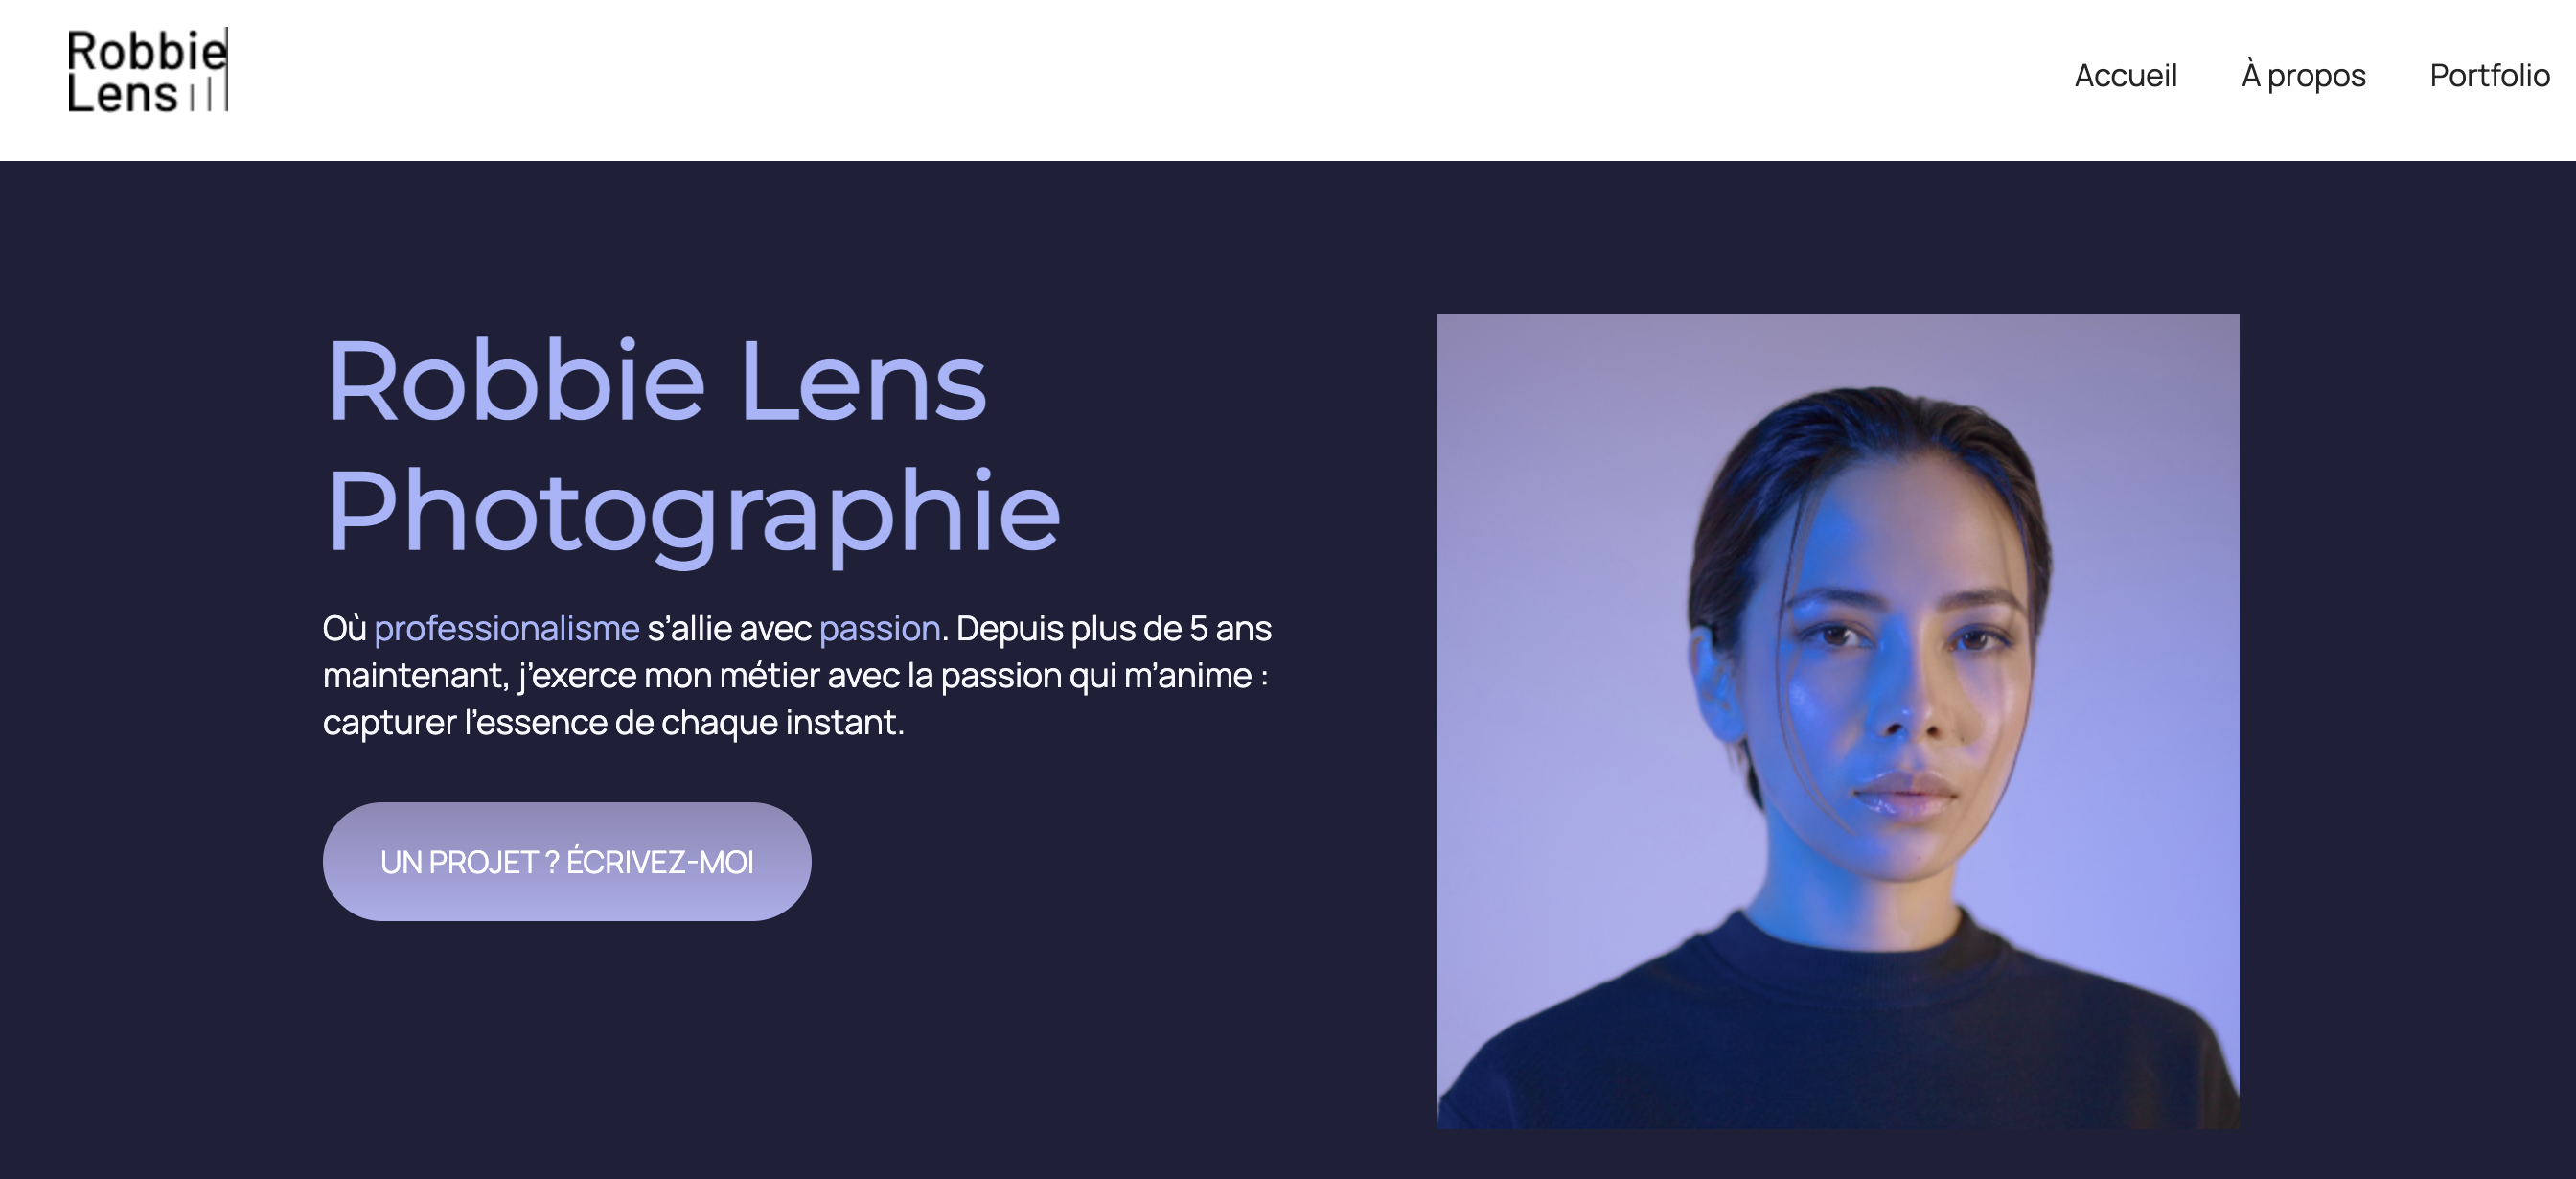 Robbie
Lens
Accueil À propos Portfolio
Robbie Lens
Photographie
Où professionalisme s’allie avec passion. Depuis plus de 5 ans
maintenant, j’exerce mon métier avec la passion qui m’anime :
capturer l’essence de chaque instant.
UN PROJET ? ÉCRIVEZ-MOI